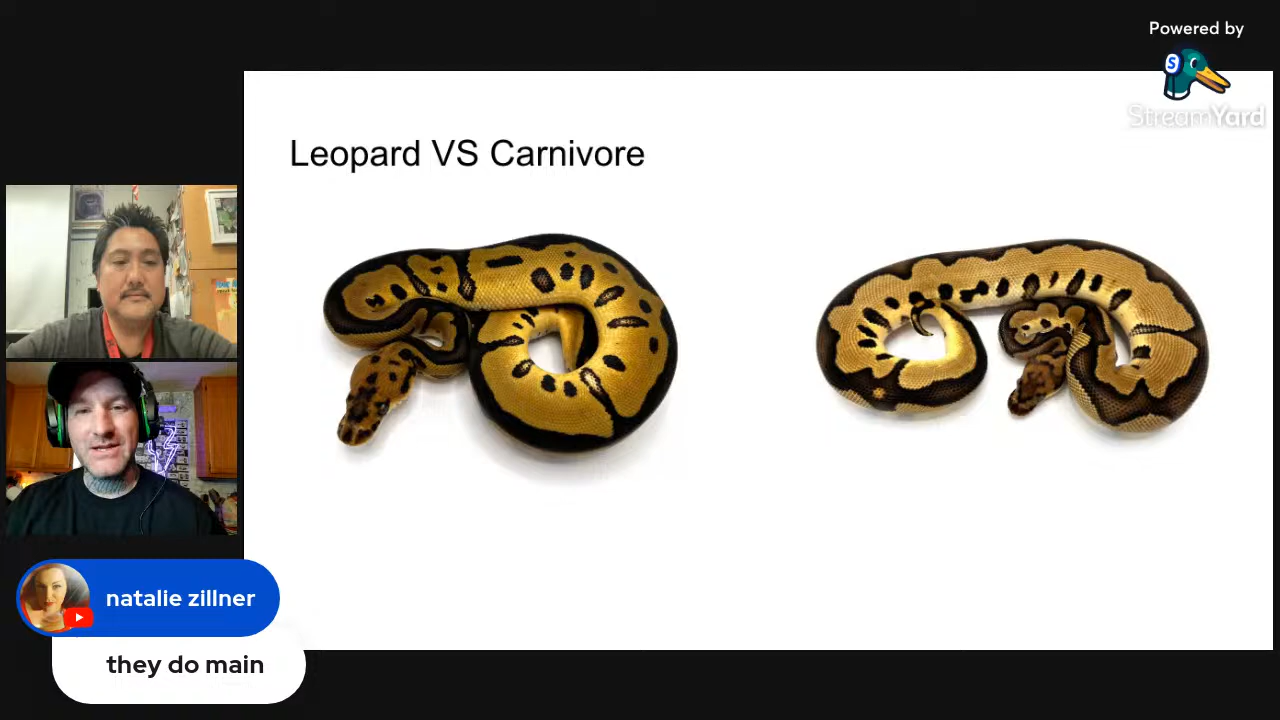 Powered by
S
StreamYard
Leopard VS Carnivore
natalie zillner
they do main